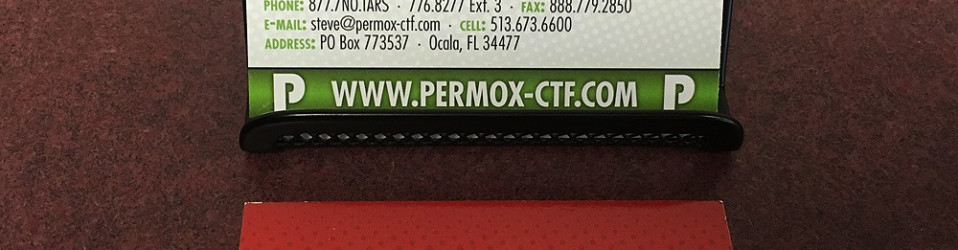 PHONE: 877.7NO.TARS · 776.8277 Ext. 3 · FAX: 888.779.2850
E-MAIL: steve@permox-ctf.com · CELL: 513.673.6600
ADDRESS: PO Box 773537 · Ocala, FL 34477
P WWW.PERMOX-CTF.COM P